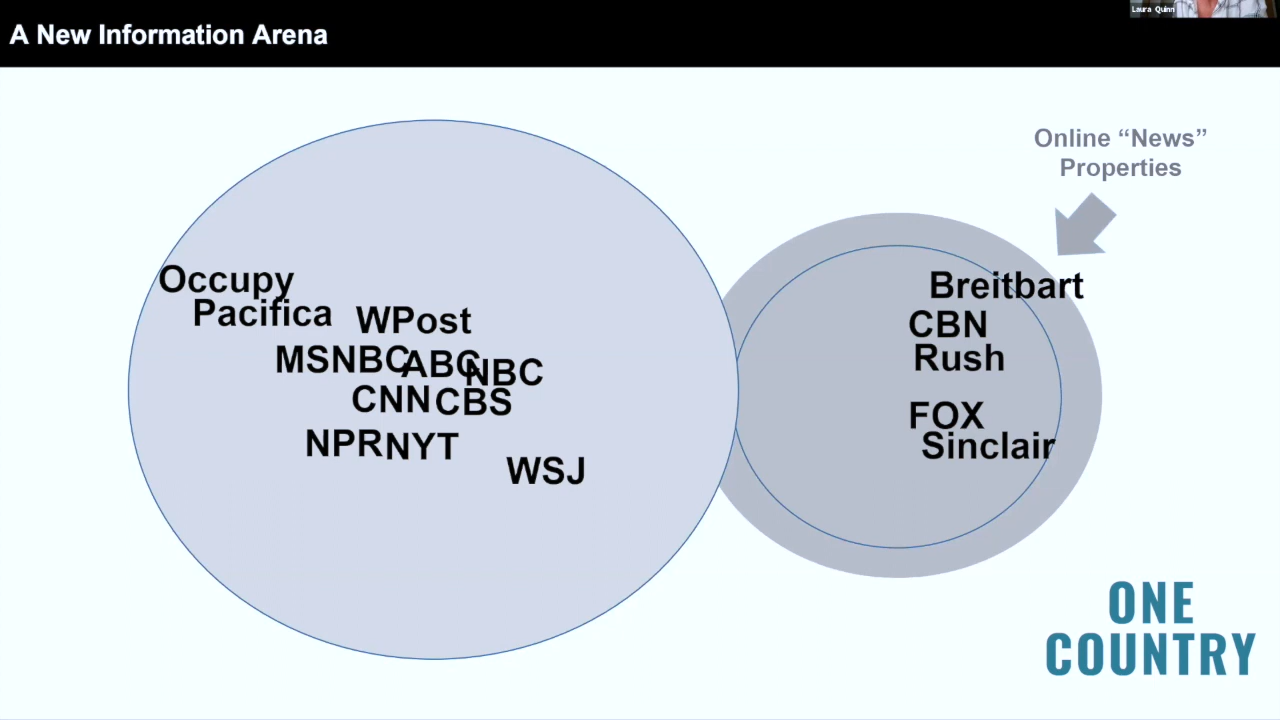 A New Information Arena
Laura Quinn
Online “News”
Properties
Occupy
Pacifica
WPost
MSNBC
ABC
NBC
CNN
CBS
NPR
NYT
WSJ
Breitbart
CBN
Rush
FOX
Sinclair
ONE
COUNTRY